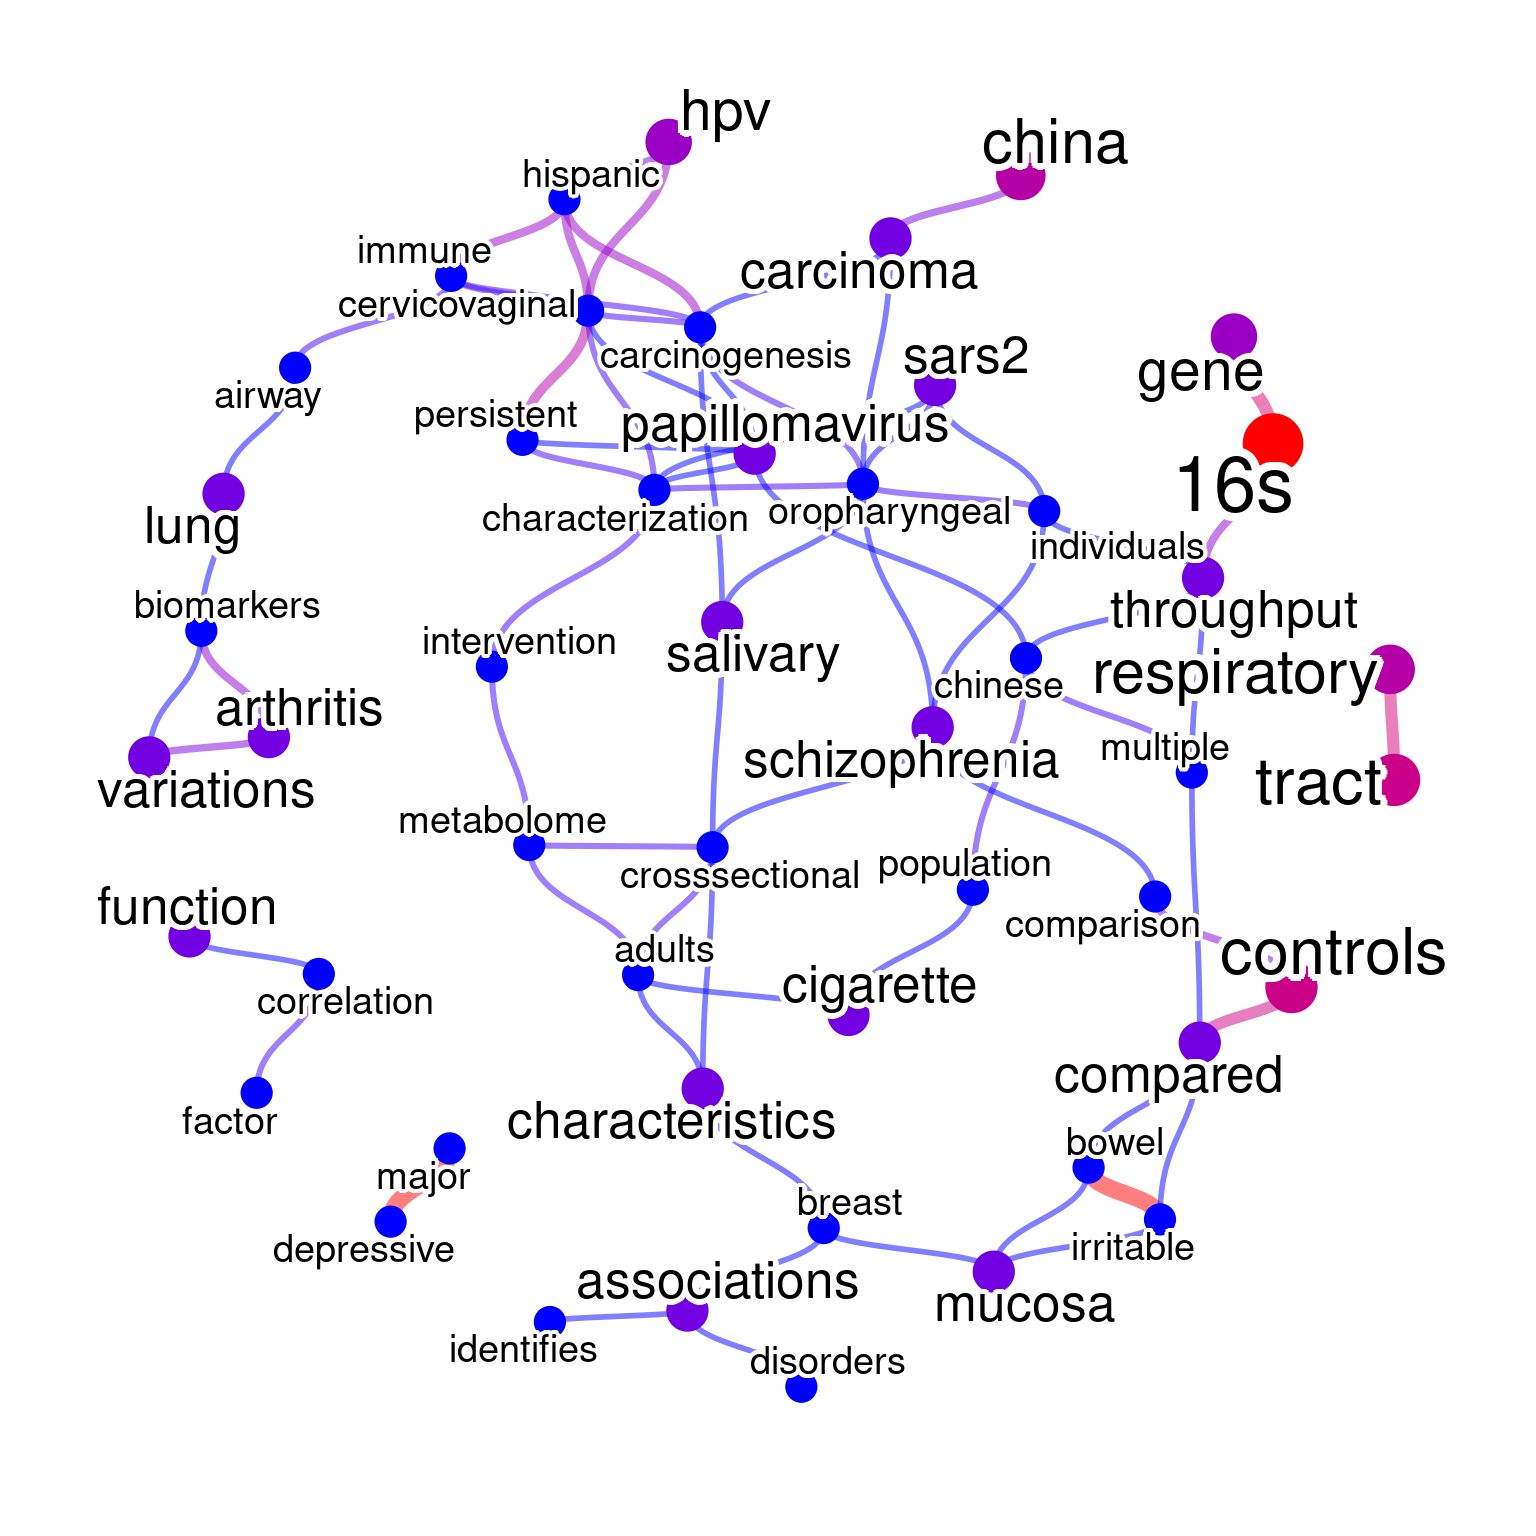 hpv
china
hispanic
immune
carcinoma
cervicovaginal
carcinogenesis
sars2
gene
airway
persistent
papillomavirus
16s
lung
characterization
oropharyngeal
individuals
biomarkers
throughput
intervention
salivary
respiratory
chinese
arthritis
multiple
schizophrenia
tract
variations
metabolome
crosssectional
population
function
comparison
adults
controls
cigarette
correlation
compared
factor
characteristics
bowel
major
breast
depressive
irritable
associations
mucosa
identifies
disorders